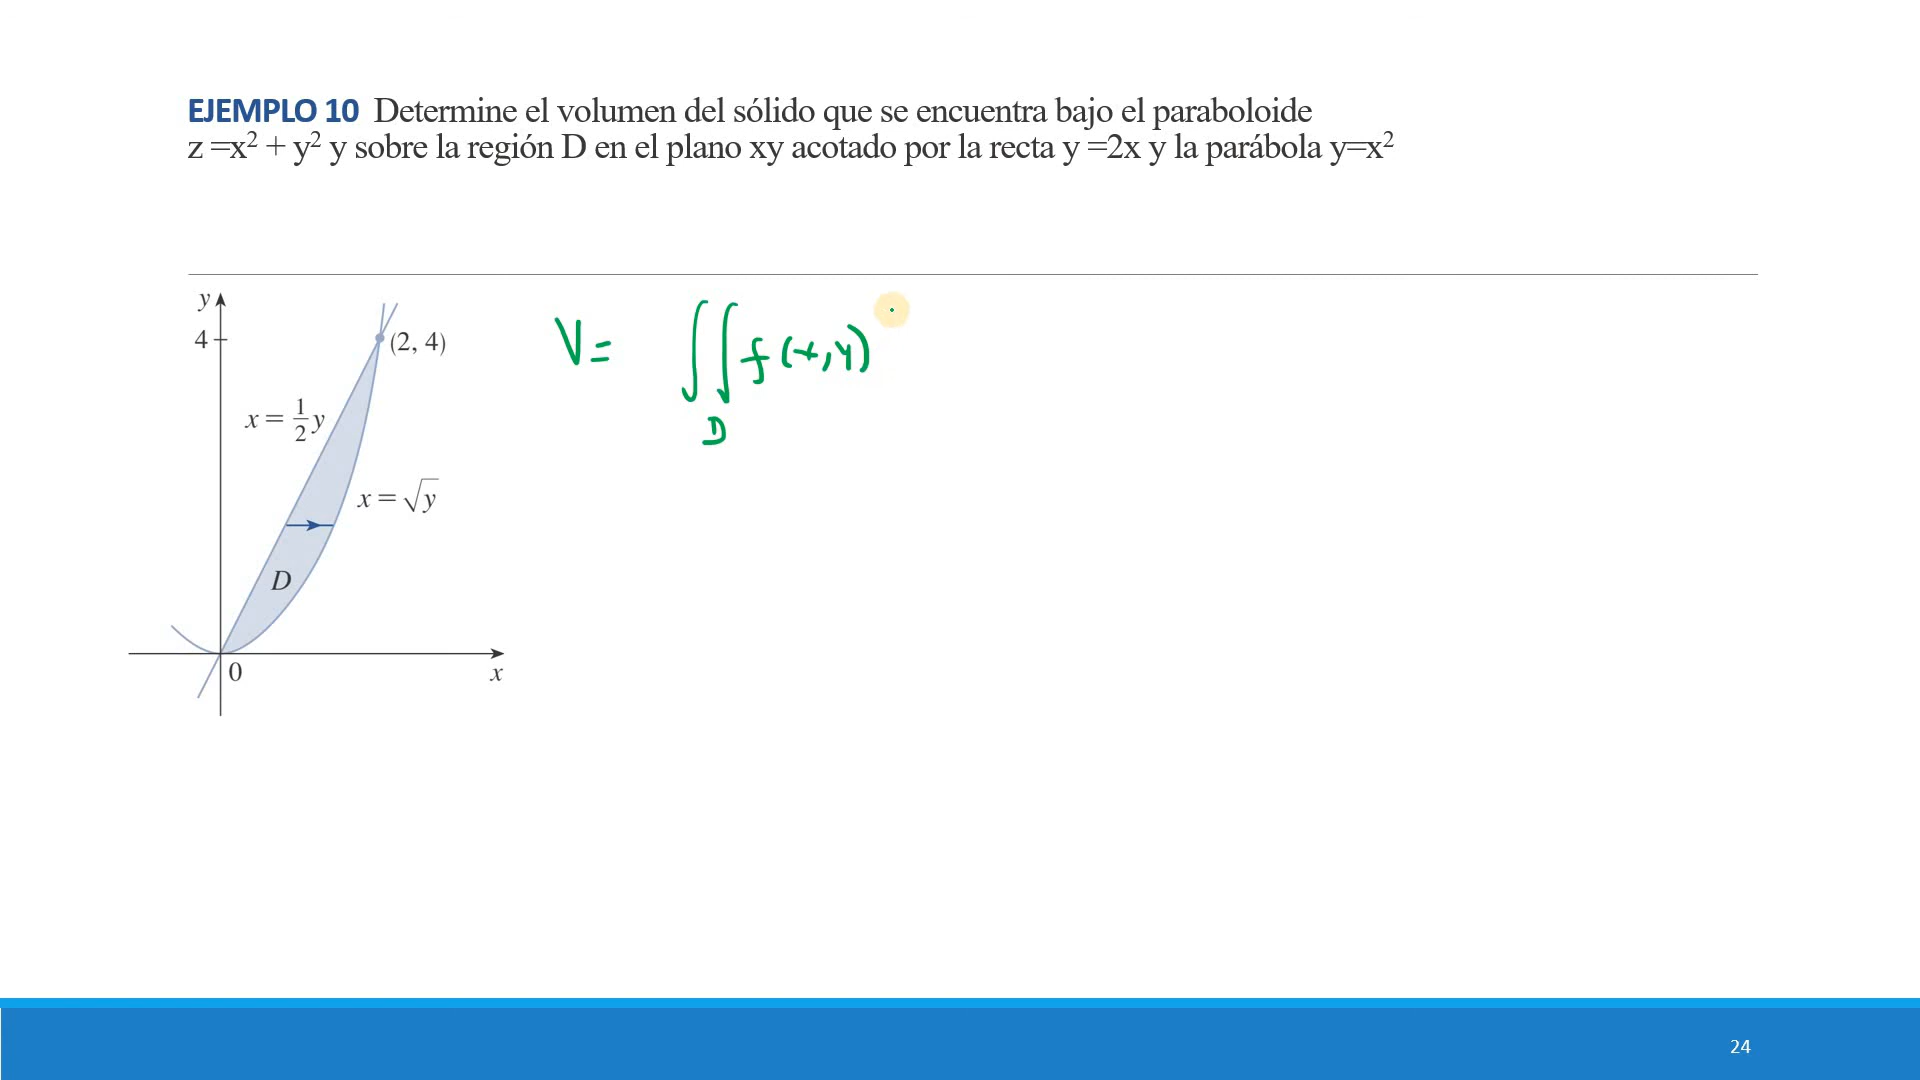 EJEMPLO 10 Determine el volumen del sólido que se encuentra bajo el paraboloide
z =x² + y² y sobre la región D en el plano xy acotado por la recta y =2x y la parábola y=x²
y
4
(2, 4)
x = 1/2 y
x = √y
D
0
x
V= ∬ f(x,y)
D
24